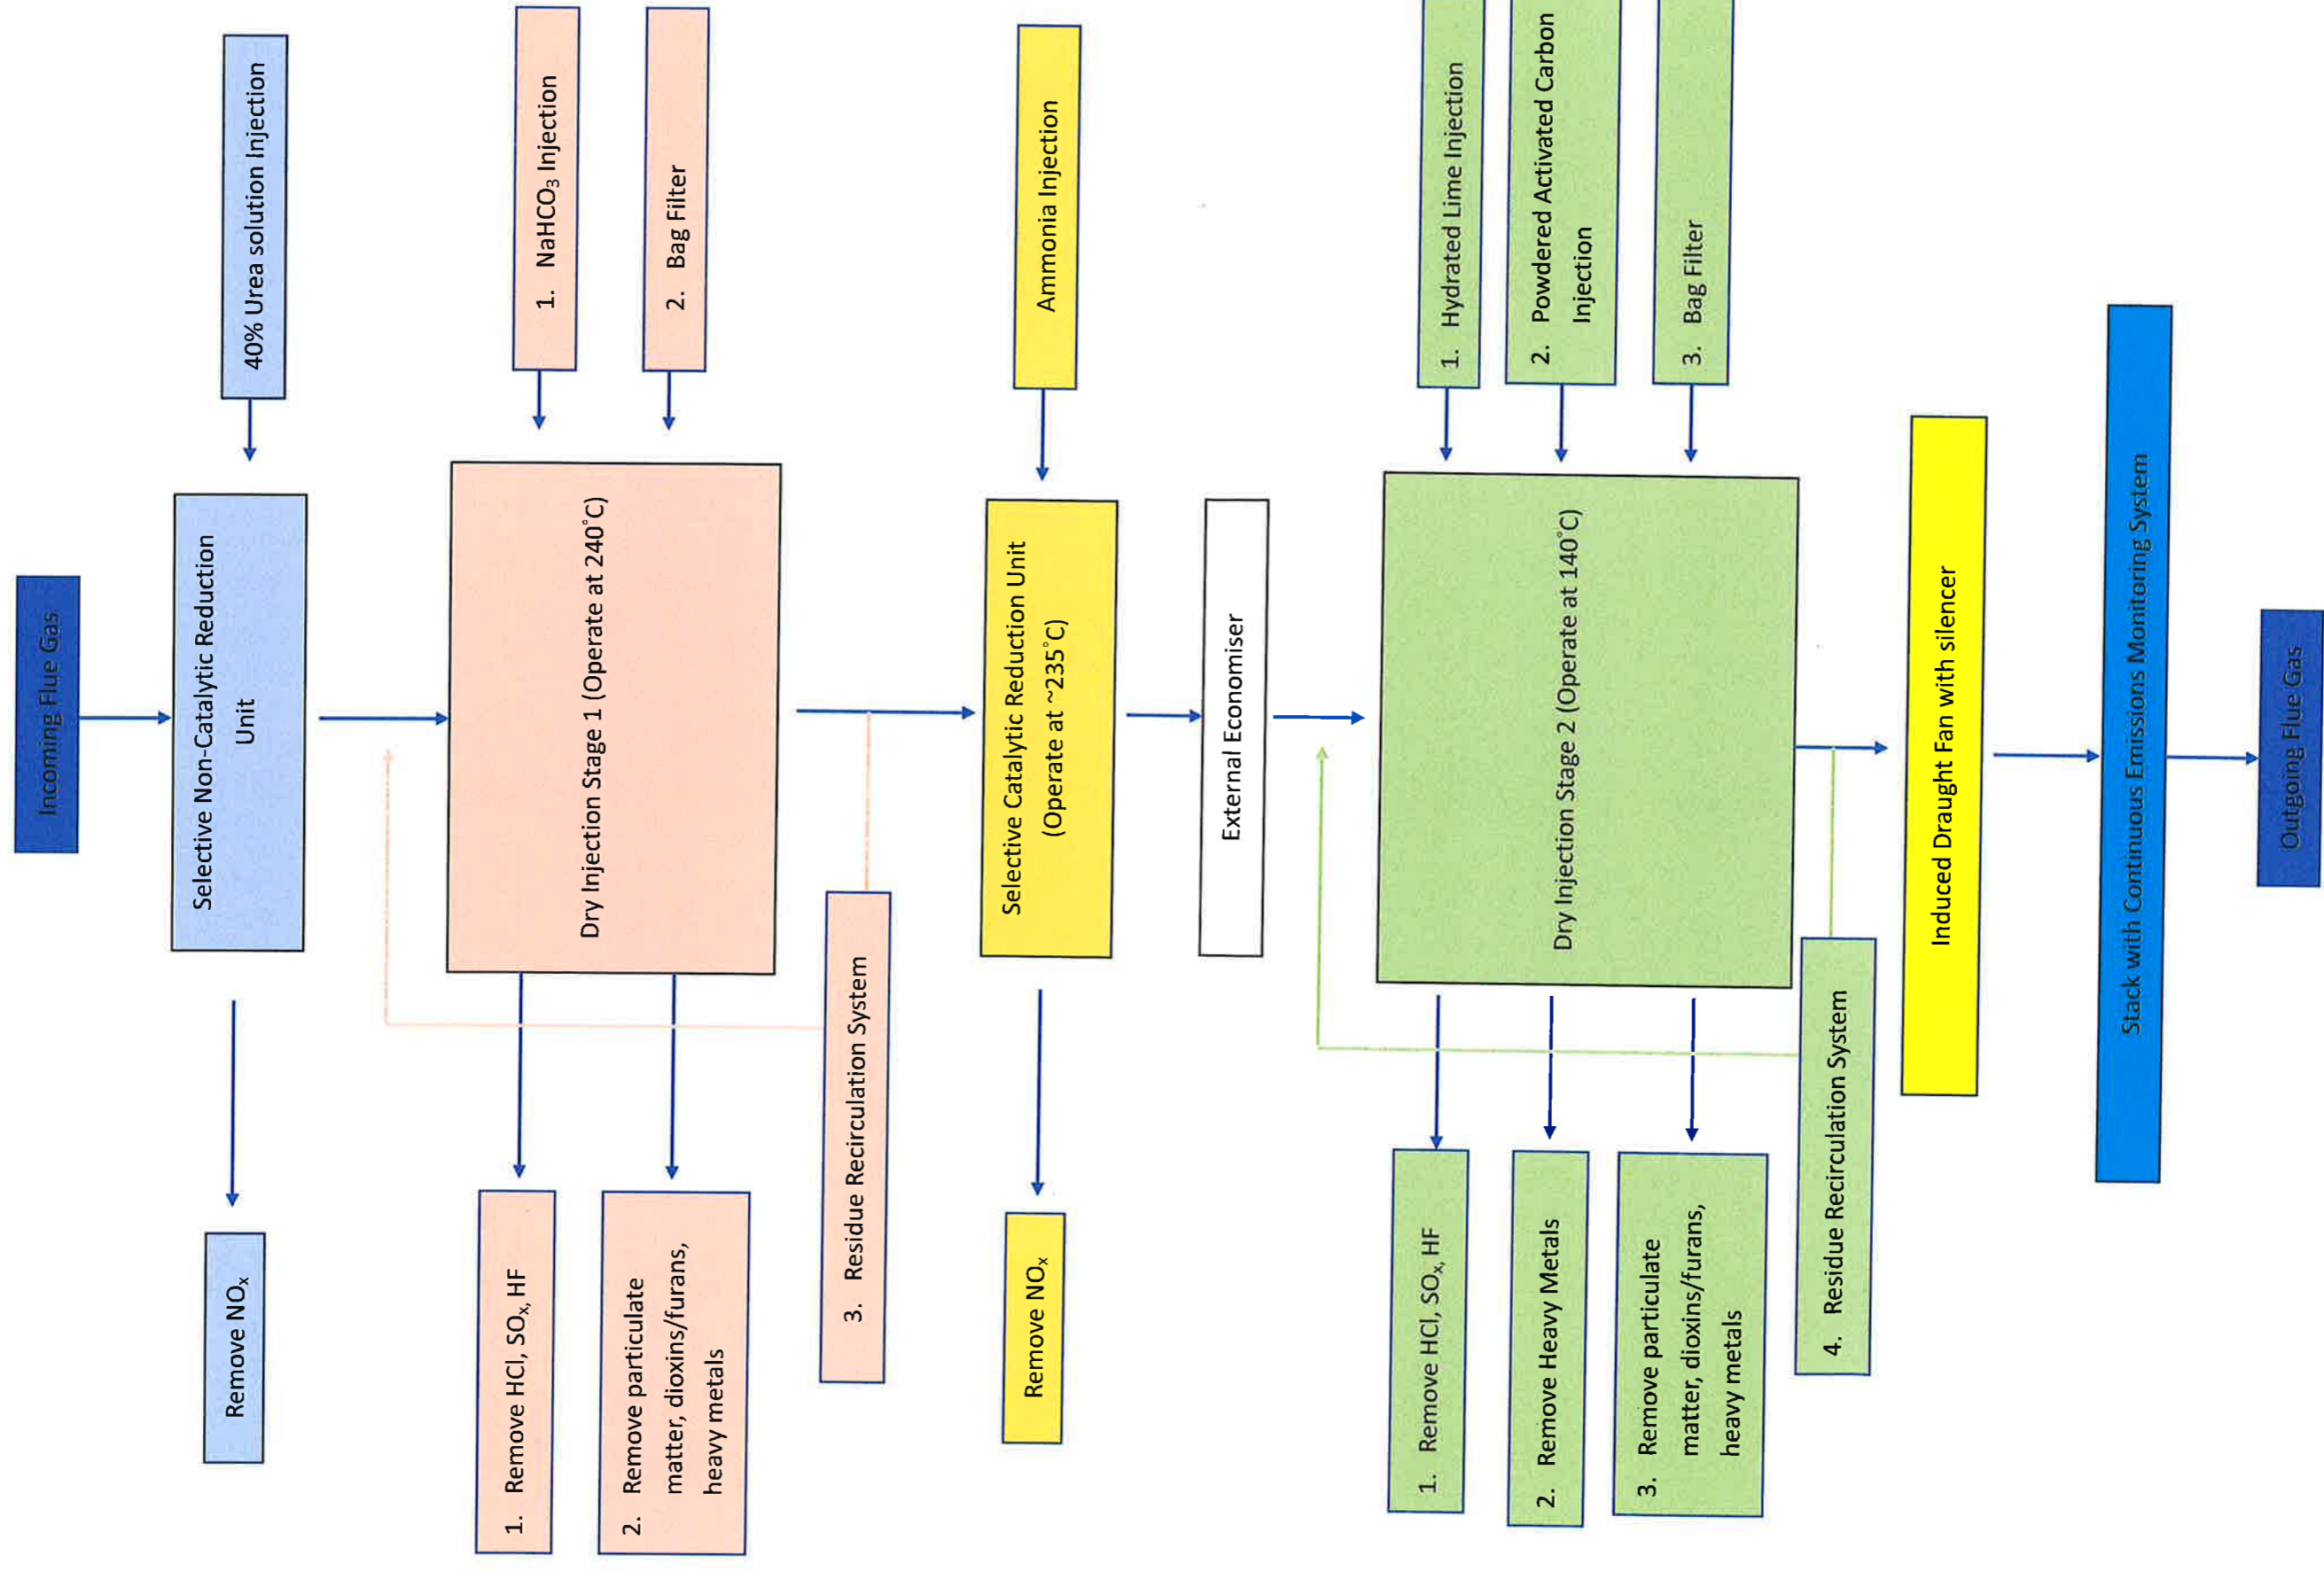 Incoming Flue Gas
40% Urea solution Injection
Selective Non-Catalytic Reduction
Unit
Remove NOx
1. NaHCO3 Injection
2. Bag Filter
Dry Injection Stage 1 (Operate at 240°C)
1. Remove HCl, SOx, HF
2. Remove particulate
matter, dioxins/furans,
heavy metals
3. Residue Recirculation System
Ammonia Injection
Selective Catalytic Reduction Unit
(Operate at ~235°C)
Remove NOx
External Economiser
1. Hydrated Lime Injection
2. Powdered Activated Carbon
Injection
3. Bag Filter
Dry Injection Stage 2 (Operate at 140°C)
1. Remove HCl, SOx, HF
2. Remove Heavy Metals
3. Remove particulate
matter, dioxins/furans,
heavy metals
4. Residue Recirculation System
Induced Draught Fan with silencer
Stack with Continuous Emissions Monitoring System
Outgoing Flue Gas